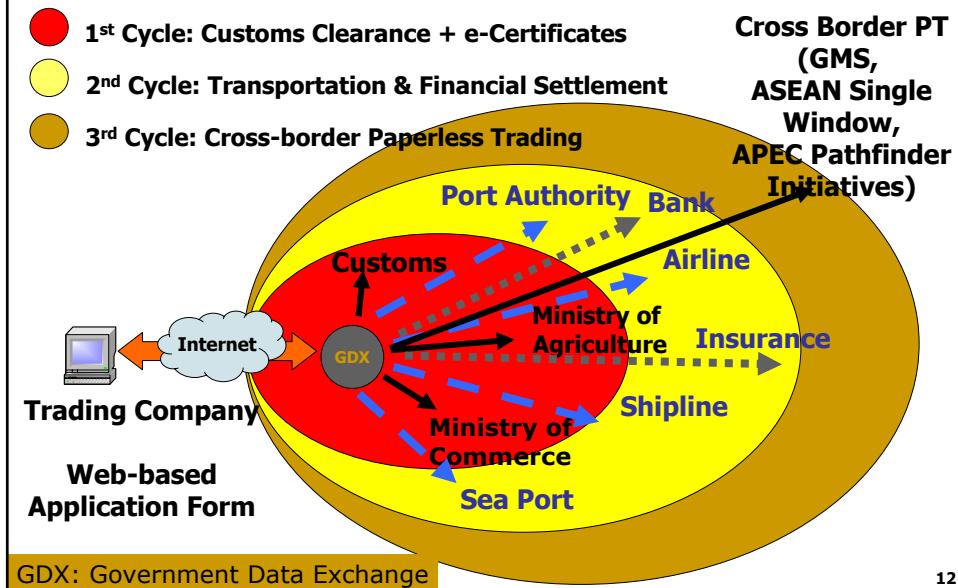 1st Cycle: Customs Clearance + e-Certificates
2nd Cycle: Transportation & Financial Settlement
3rd Cycle: Cross-border Paperless Trading
Cross Border PT
(GMS,
ASEAN Single
Window,
APEC Pathfinder
Initiatives)
Port Authority
Bank
Customs
Airline
Ministry of
Agriculture
Insurance
Internet
GDX
Trading Company
Shipline
Ministry of
Commerce
Web-based
Application Form
Sea Port
GDX: Government Data Exchange
12